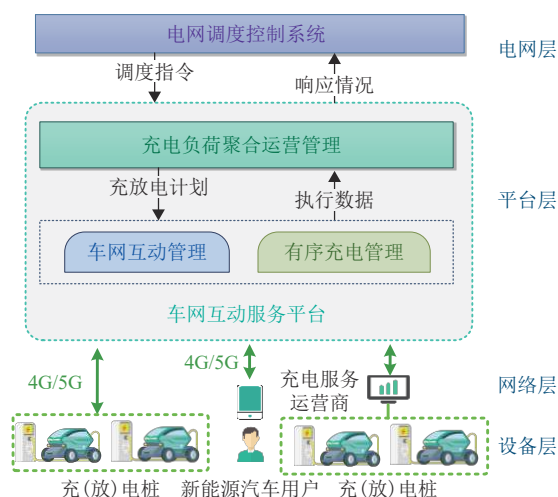 电网调度控制系统
电网层
调度指令
响应情况
充电负荷聚合运营管理
充放电计划
执行数据
平台层
车网互动管理
有序充电管理
车网互动服务平台
4G/5G
4G/5G
充电服务
运营商
网络层
设备层
充(放)电桩
新能源汽车用户
充(放)电桩